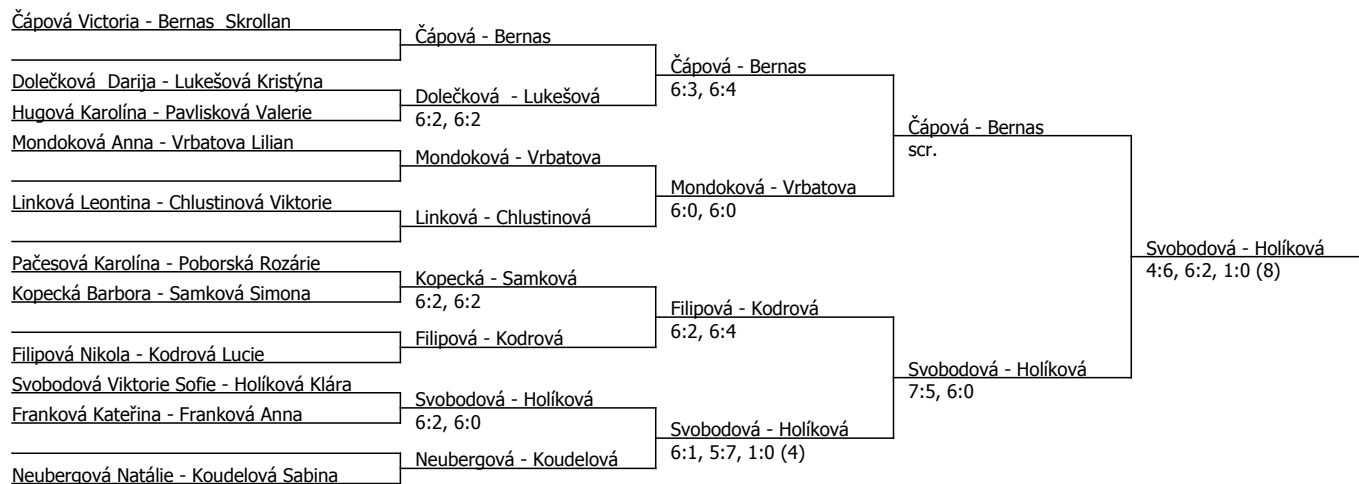 Čápová Victoria - Bernas  Skrollan
Dolečková  Darija - Lukešová Kristýna
Hugová Karolína - Pavlisková Valerie
Mondoková Anna - Vrbatova Lilian
Linková Leontina - Chlustinová Viktorie
Pačesová Karolína - Poborská Rozárie
Kopecká Barbora - Samková Simona
Filipová Nikola - Kodrová Lucie
Svobodová Viktorie Sofie - Holíková Klára
Franková Kateřina - Franková Anna
Neubergová Natálie - Koudelová Sabina
Čápová - Bernas
Dolečková  - Lukešová
6:2, 6:2
Mondoková - Vrbatova
Linková - Chlustinová
Kopecká - Samková
6:2, 6:2
Filipová - Kodrová
Svobodová - Holíková
6:2, 6:0
Neubergová - Koudelová
Čápová - Bernas
6:3, 6:4
Mondoková - Vrbatova
6:0, 6:0
Filipová - Kodrová
6:2, 6:4
Svobodová - Holíková
6:1, 5:7, 1:0 (4)
Čápová - Bernas
scr.
Svobodová - Holíková
7:5, 6:0
Svobodová - Holíková
4:6, 6:2, 1:0 (8)